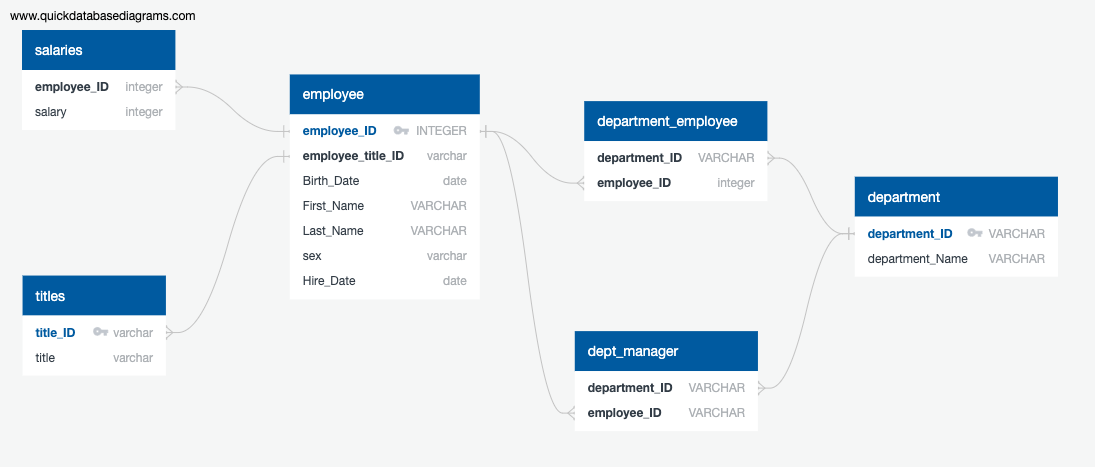 www.quickdatabasediagrams.com
salaries
employee_ID integer
salary integer
employee
employee_ID INTEGER
employee_title_ID varchar
Birth_Date date
First_Name VARCHAR
Last_Name VARCHAR
sex varchar
Hire_Date date
department_employee
department_ID VARCHAR
employee_ID integer
department
department_ID VARCHAR
department_Name VARCHAR
titles
title_ID varchar
title varchar
dept_manager
department_ID VARCHAR
employee_ID VARCHAR